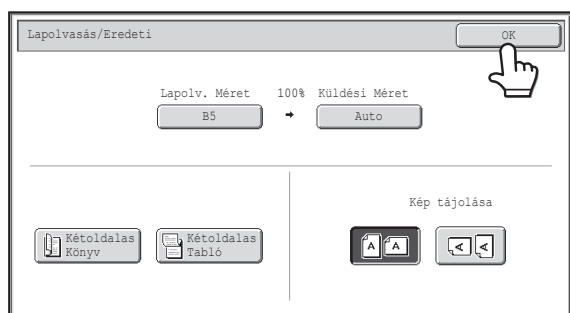 Lapolvasás/Eredeti
OK
Lapolv. Méret 100% Küldési Méret
B5 → Auto
Kép tájolása
Kétoldalas Könyv
Kétoldalas Tabló
A A
A A